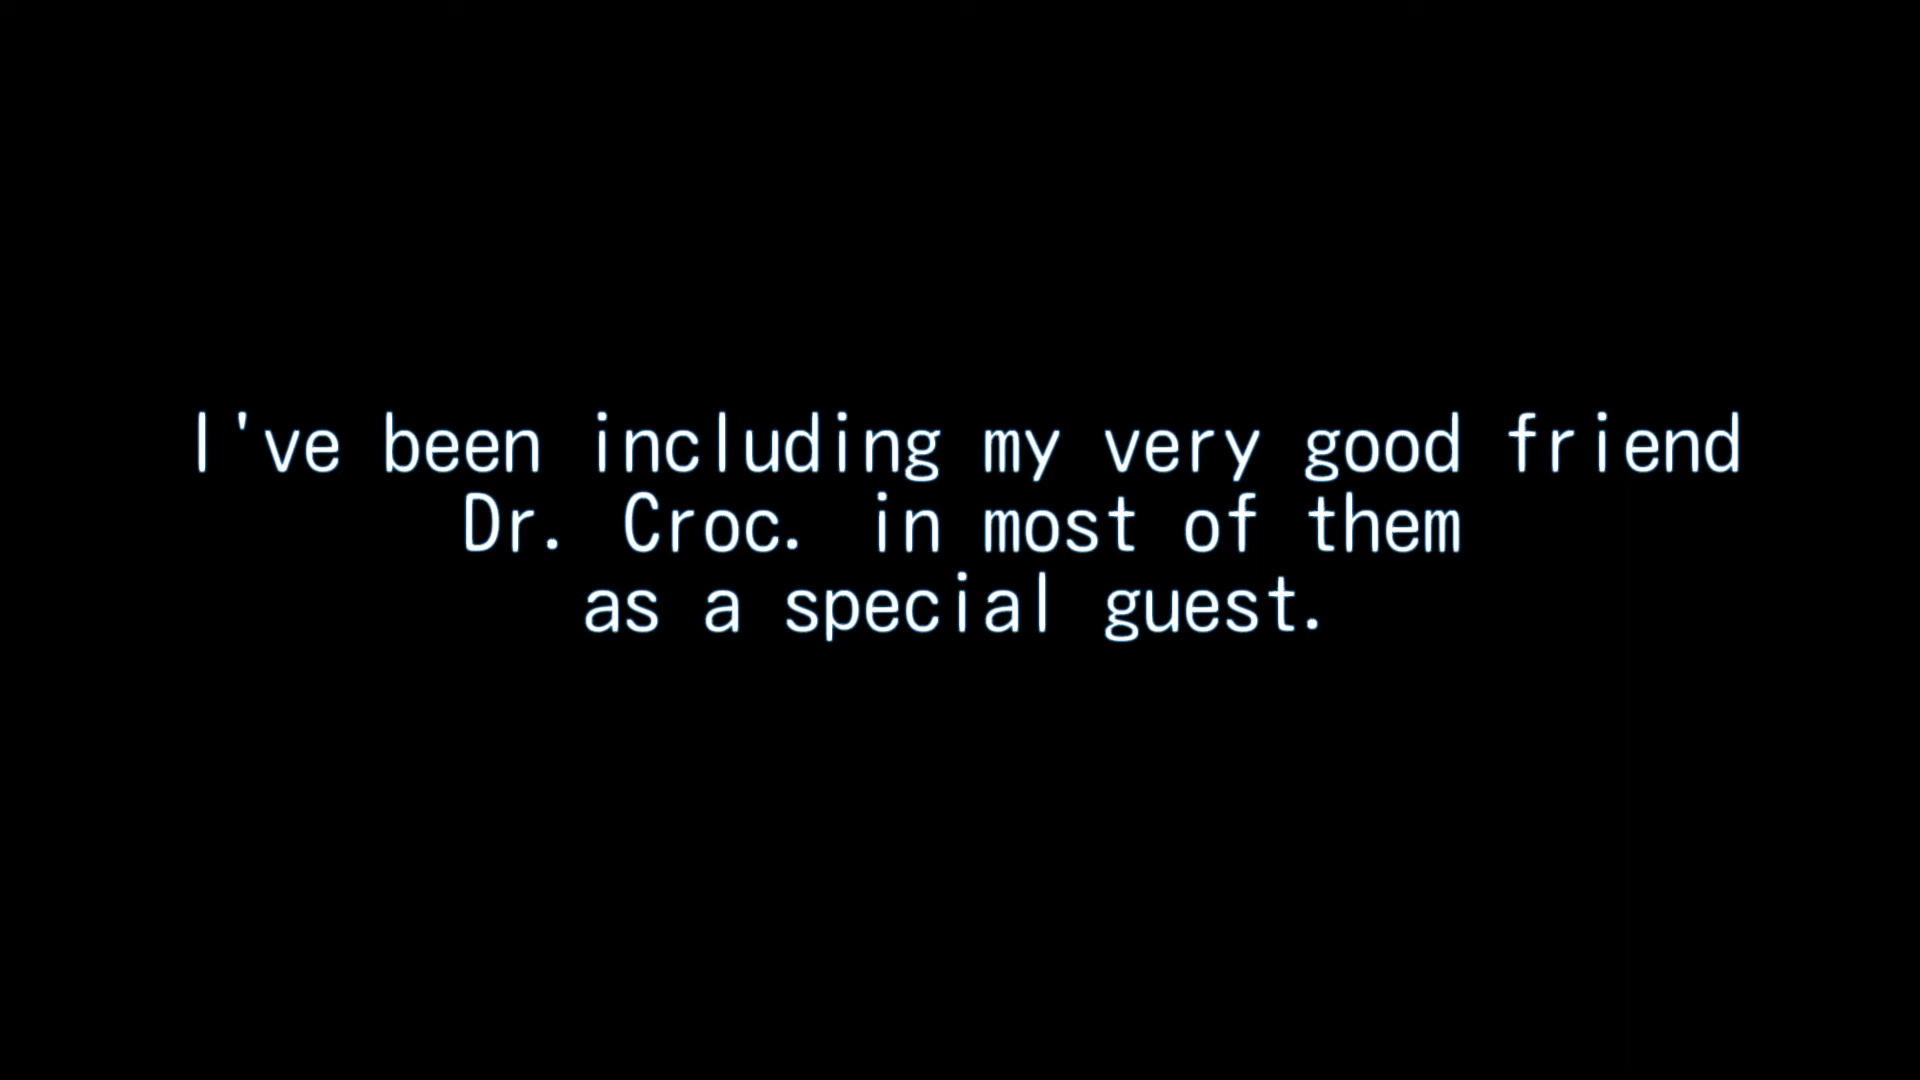 I've been including my very good friend
Dr. Croc. in most of them
as a special guest.